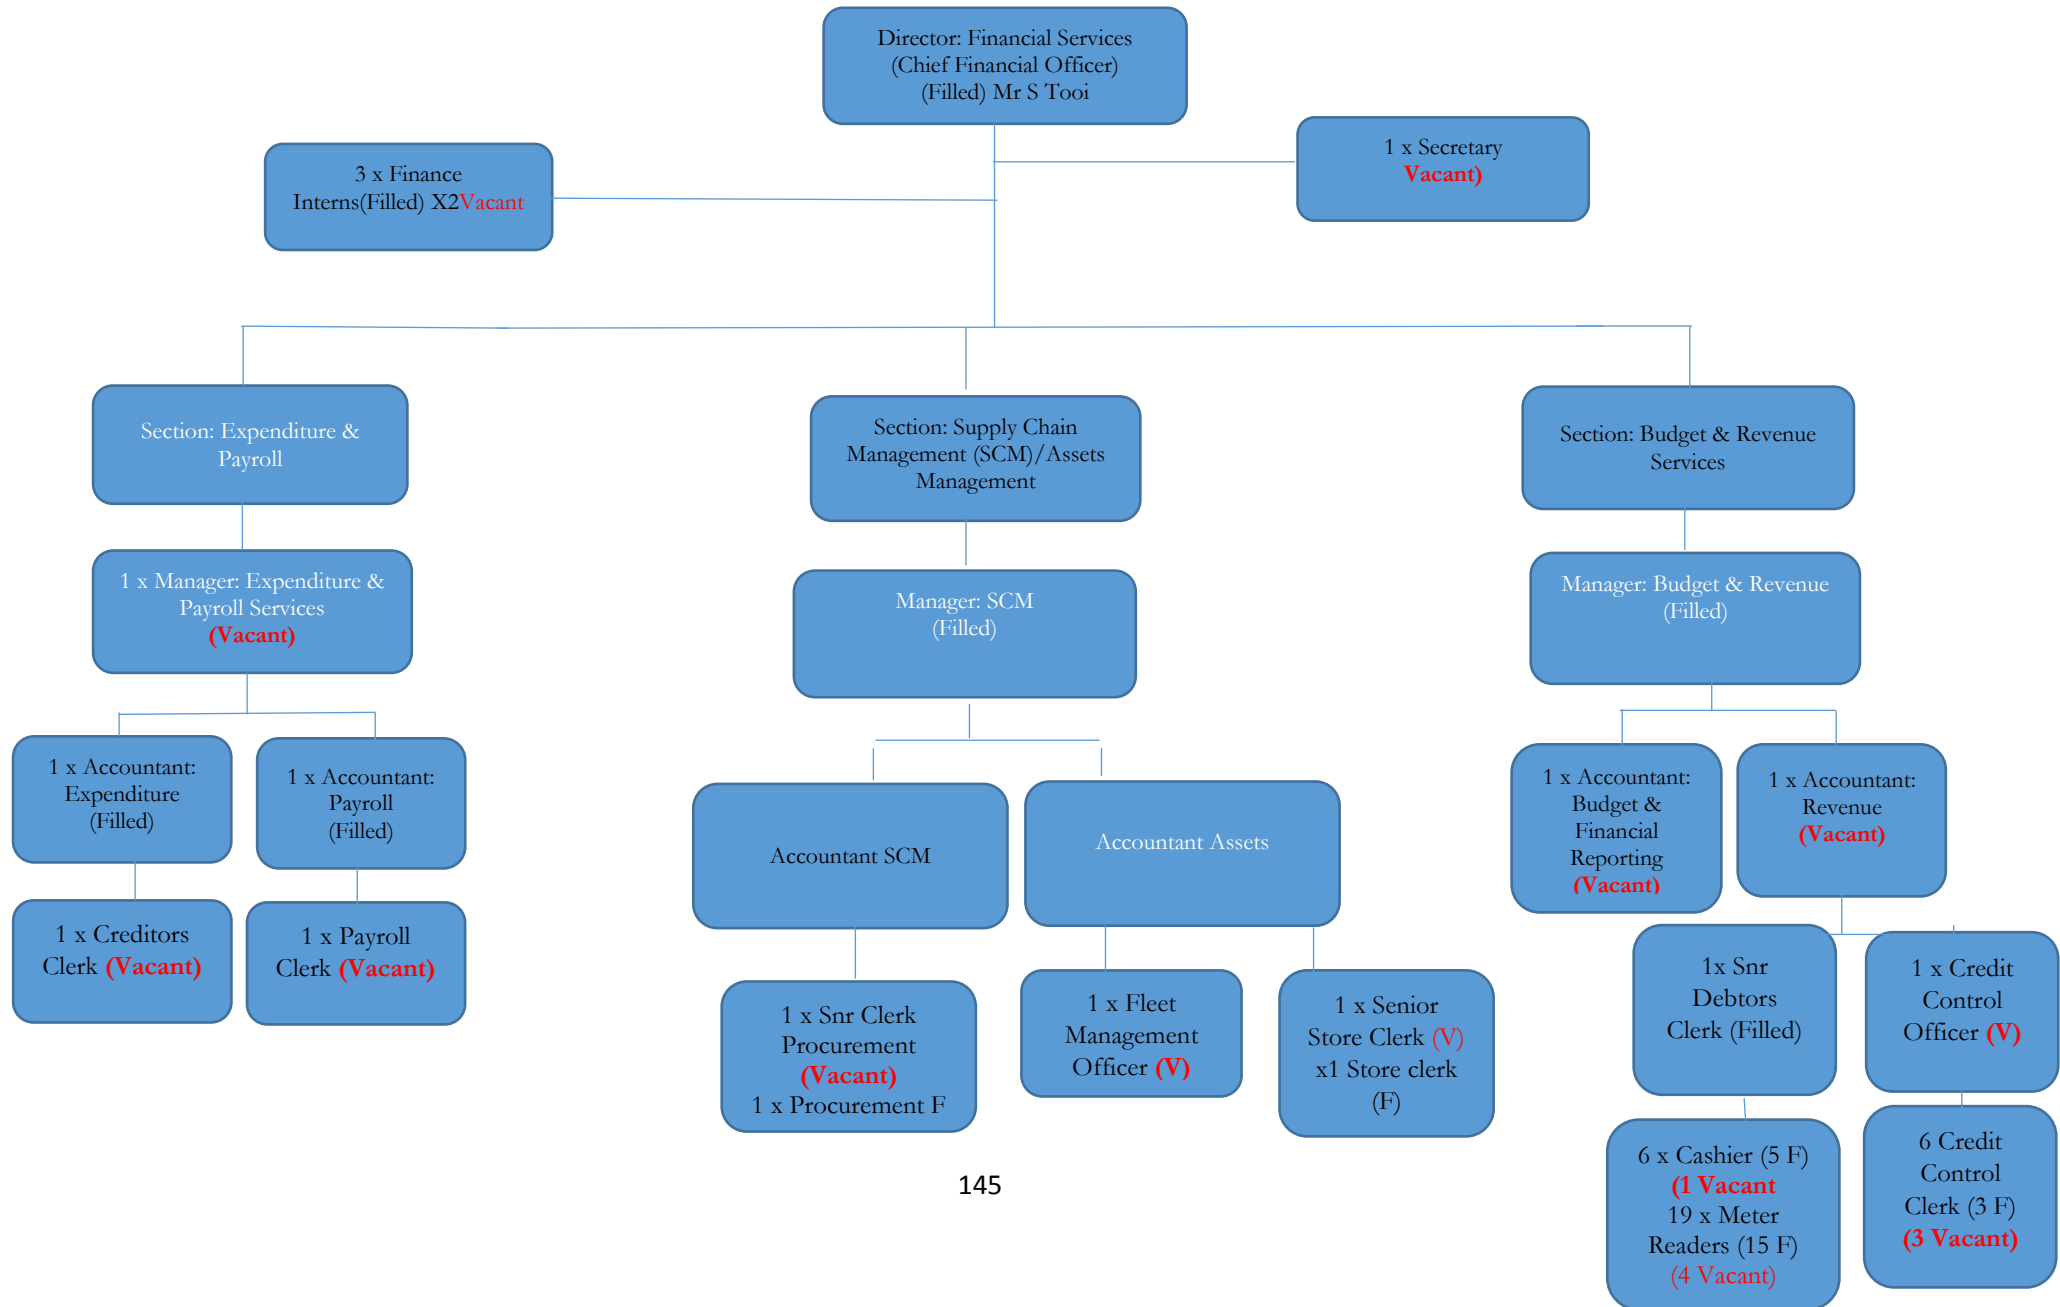 Director: Financial Services
(Chief Financial Officer)
(Filled) Mr S Tooi
3 x Finance
Interns(Filled) X2Vacant
1 x Secretary
Vacant)
Section: Expenditure &
Payroll
Section: Supply Chain
Management (SCM)/Assets
Management
Section: Budget & Revenue
Services
1 x Manager: Expenditure &
Payroll Services
(Vacant)
Manager: SCM
(Filled)
Manager: Budget & Revenue
(Filled)
1 x Accountant:
Expenditure
(Filled)
1 x Accountant:
Payroll
(Filled)
Accountant SCM
Accountant Assets
1 x Accountant:
Budget &
Financial
Reporting
(Vacant)
1 x Accountant:
Revenue
(Vacant)
1 x Creditors
Clerk (Vacant)
1 x Payroll
Clerk (Vacant)
1 x Snr Clerk
Procurement
(Vacant)
1 x Procurement F
1 x Fleet
Management
Officer (V)
1 x Senior
Store Clerk (V)
x1 Store clerk
(F)
1x Snr
Debtors
Clerk (Filled)
1 x Credit
Control
Officer (V)
6 x Cashier (5 F)
(1 Vacant
19 x Meter
Readers (15 F)
(4 Vacant)
6 Credit
Control
Clerk (3 F)
(3 Vacant)
145